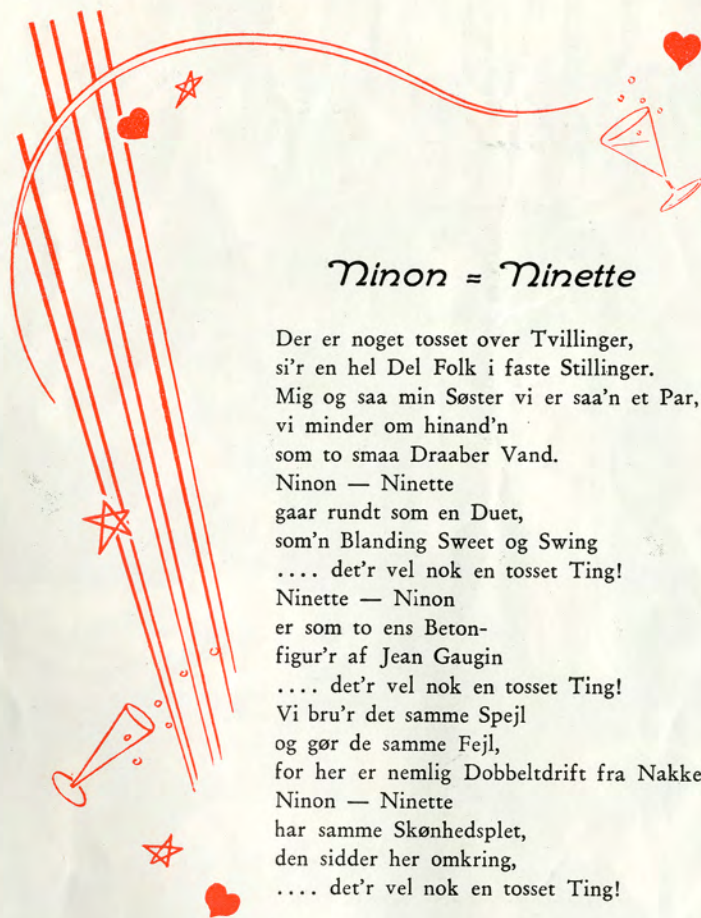 Ninon = Ninette
Der er noget tosset over Tvillinger,
si'r en hel Del Folk i faste Stillinger.
Mig og saa min Søster vi er saa'n et Par,
vi minder om hinand'n
som to smaa Draaber Vand.
Ninon — Ninette
gaar rundt som en Duet,
som'n Blanding Sweet og Swing
.... det'r vel nok en tosset Ting!
Ninette — Ninon
er som to ens Beton-
figur'r af Jean Gaugin
.... det'r vel nok en tosset Ting!
Vi bru'r det samme Spejl
og gør de samme Fejl,
for her er nemlig Dobbeltdrift fra Nakke
Ninon — Ninette
har samme Skønhedsplet,
den sidder her omkring,
.... det'r vel nok en tosset Ting!